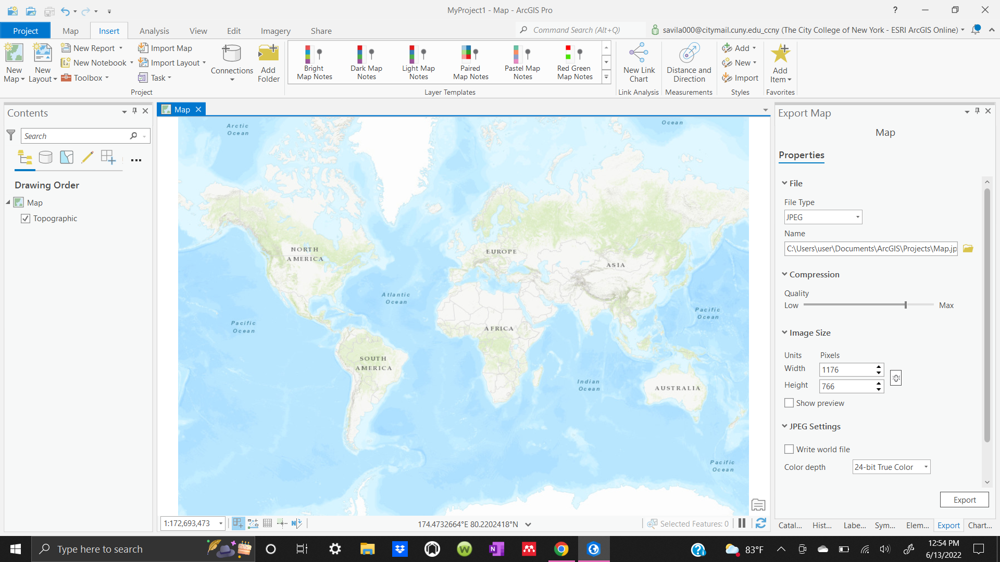 MyProject1 - Map - ArcGIS Pro
?
Project
Map
Insert
Analysis
View
Edit
Imagery
Share
Command Search (Alt+Q)
savila000@citymail.cuny.edu_ccny (The City College of New York - ESRI ArcGIS Online)
New
Map
New
Layout
New Report
New Notebook
Toolbox
Import Map
Import Layout
Task
Connections
Add
Folder
Project
Bright
Map Notes
Dark Map
Notes
Light Map
Notes
Paired
Map Notes
Pastel Map
Notes
Red Green
Map Notes
Layer Templates
New Link
Chart
Link Analysis
Distance and
Direction
Measurements
Add
New
Import
Styles
Add
Item
Favorites
Contents
Search
Drawing Order
Map
Topographic
Map
Arctic
Ocean
Ocean
NORTH
AMERICA
EUROPE
ASIA
Atlantic
Ocean
Pacific
Ocean
Pacific
Ocean
AFRICA
SOUTH
AMERICA
Indian
Ocean
AUSTRALIA
Pacific
Ocean
1:172,693,473
174.4732664°E 80.2202418°N
Selected Features: 0
Export Map
Map
Properties
File
File Type
JPEG
Name
C:\Users\user\Documents\ArcGIS\Projects\Map.jp
Compression
Quality
Low
Max
Image Size
Units Pixels
Width 1176
Height 766
Show preview
JPEG Settings
Write world file
Color depth 24-bit True Color
Export
Catal...
Hist...
Labe...
Sym...
Elem...
Export
Chart...
Type here to search
83°F
12:54 PM
6/13/2022